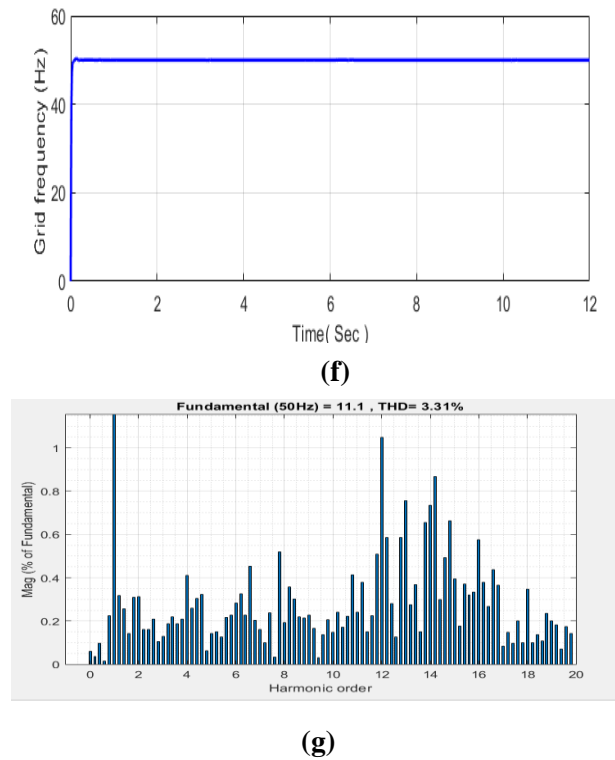 60
40
20
0
Grid frequency (Hz)
0 2 4 6 8 10 12
Time( Sec )
(f)
Fundamental (50Hz) = 11.1 , THD= 3.31%
1
0.8
0.6
0.4
0.2
0
Mag (% of Fundamental)
0 2 4 6 8 10 12 14 16 18 20
Harmonic order
(g)